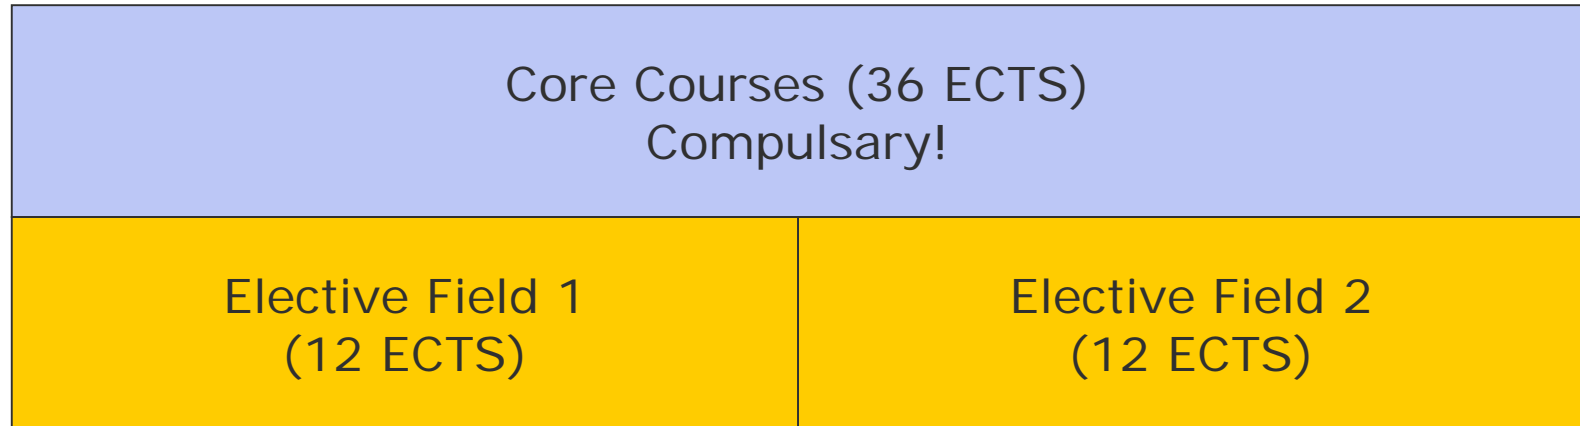 Core Courses (36 ECTS)
Compulsary!
Elective Field 1
(12 ECTS)
Elective Field 2
(12 ECTS)